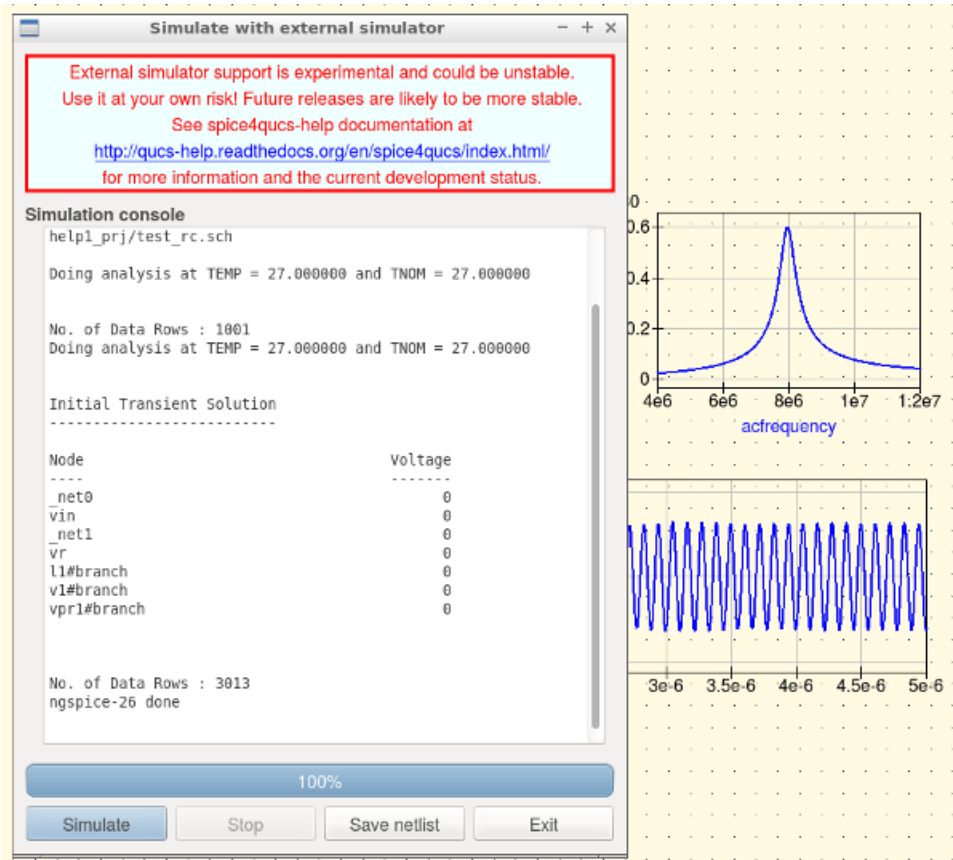 Simulate with external simulator
External simulator support is experimental and could be unstable.
Use it at your own risk! Future releases are likely to be more stable.
See spice4qucs-help documentation at
http://qucs-help.readthedocs.org/en/spice4qucs/index.html/
for more information and the current development status.
Simulation console
help1_prj/test_rc.sch
Doing analysis at TEMP = 27.000000 and TNOM = 27.000000
No. of Data Rows : 1001
Doing analysis at TEMP = 27.000000 and TNOM = 27.000000
Initial Transient Solution
--------------------------
Node Voltage
---- -------
_net0 0
vin 0
_net1 0
vr 0
l1#branch 0
v1#branch 0
vpr1#branch 0
No. of Data Rows : 3013
ngspice-26 done
100%
Simulate Stop Save netlist Exit
0.6
0.4
0.2
0
4e6 6e6 8e6 1e7 1.2e7
acfrequency
3e-6 3.5e-6 4e-6 4.5e-6 5e-6